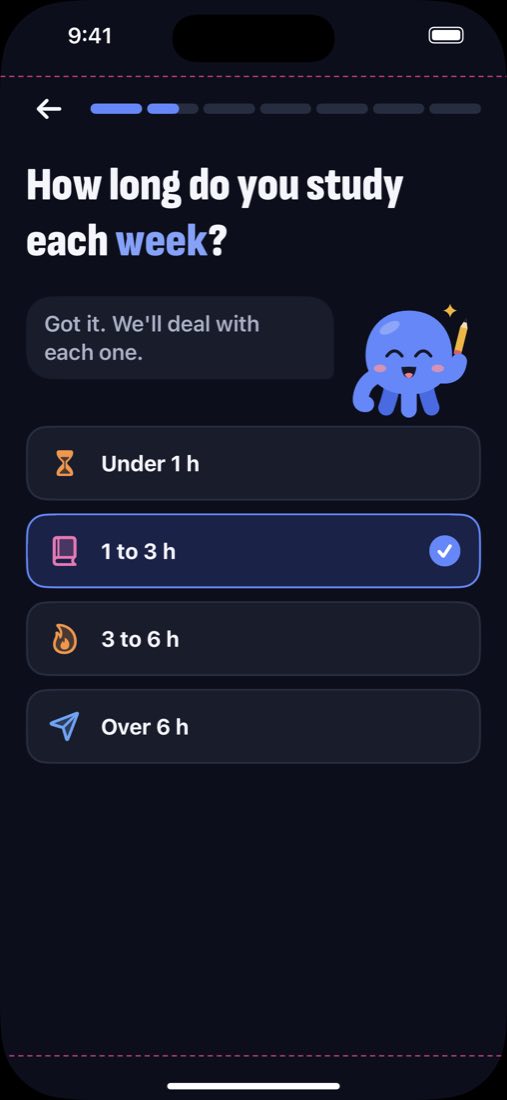 9:41
How long do you study
each week?
Got it. We'll deal with
each one.
Under 1 h
1 to 3 h
3 to 6 h
Over 6 h